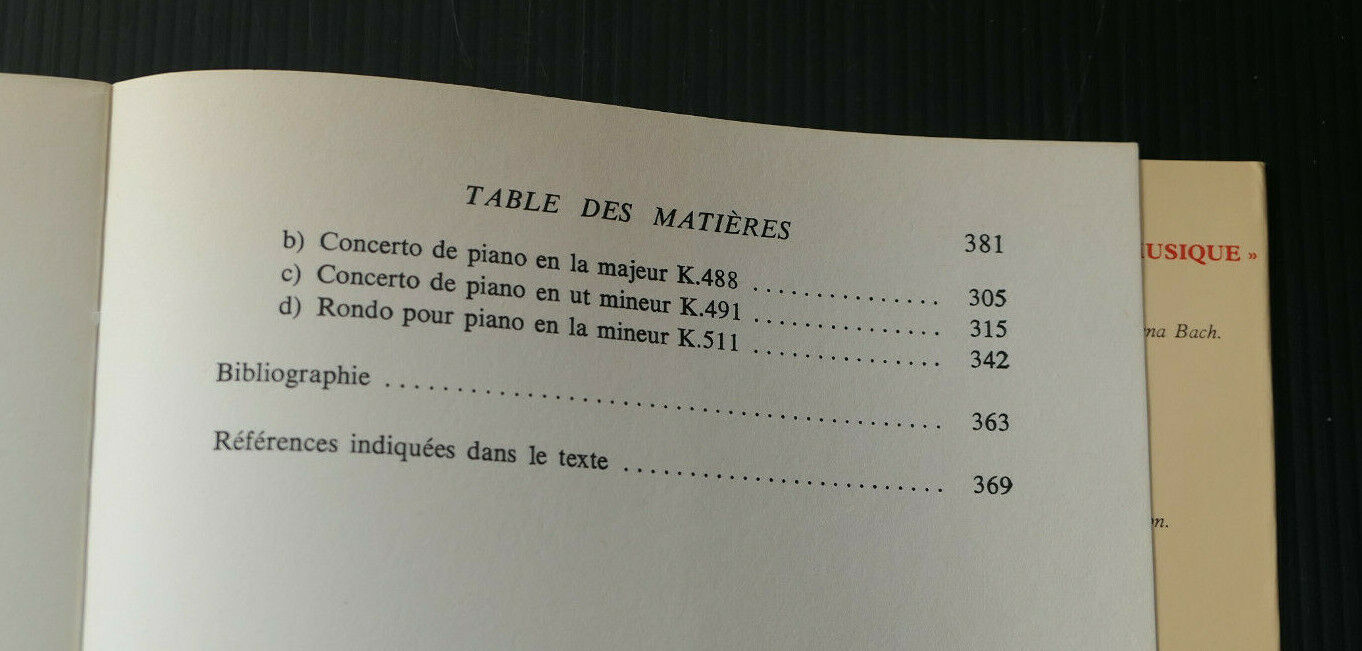 TABLE DES MATIÈRES 381
b) Concerto de piano en la majeur K.488 ............... 305
c) Concerto de piano en ut mineur K.491 ............... 315
d) Rondo pour piano en la mineur K.511 ............... 342
Bibliographie ........................................ 363
Références indiquées dans le texte ......................... 369
USIQUE »
na Bach.
n.